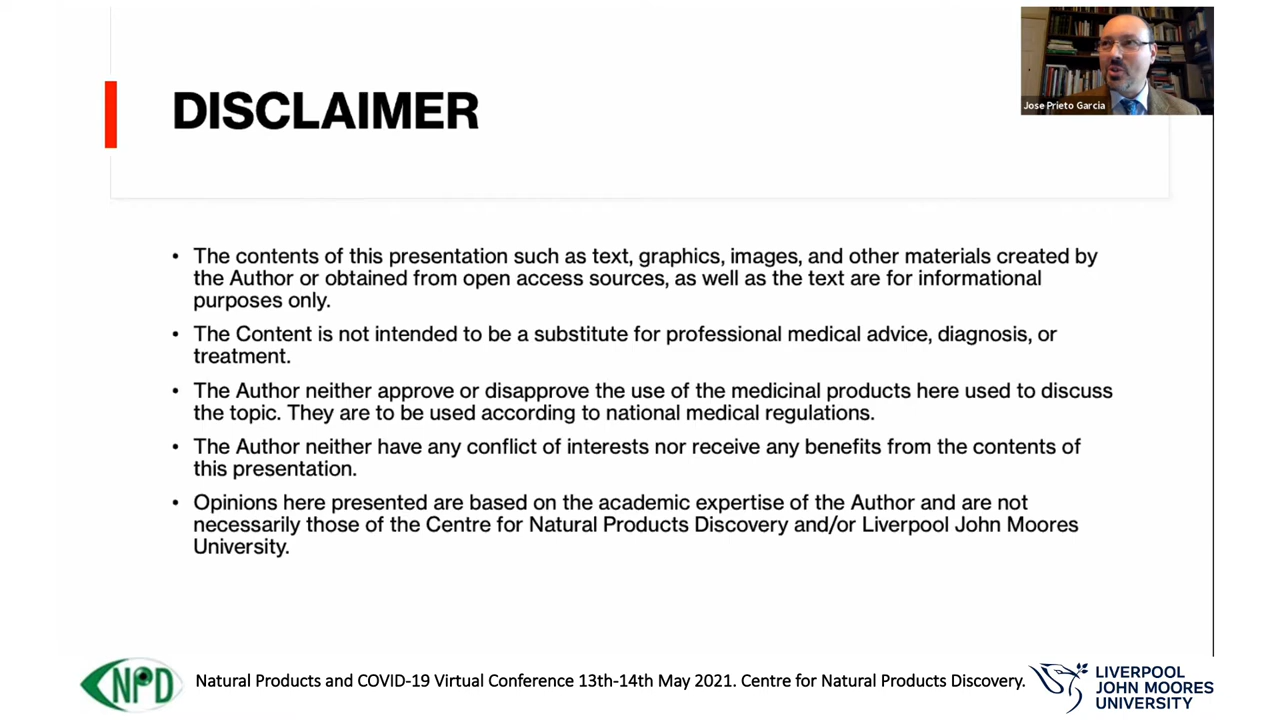 Jose Prieto Garcia
DISCLAIMER
• The contents of this presentation such as text, graphics, images, and other materials created by
the Author or obtained from open access sources, as well as the text are for informational
purposes only.
• The Content is not intended to be a substitute for professional medical advice, diagnosis, or
treatment.
• The Author neither approve or disapprove the use of the medicinal products here used to discuss
the topic. They are to be used according to national medical regulations.
• The Author neither have any conflict of interests nor receive any benefits from the contents of
this presentation.
• Opinions here presented are based on the academic expertise of the Author and are not
necessarily those of the Centre for Natural Products Discovery and/or Liverpool John Moores
University.
NPD
Natural Products and COVID-19 Virtual Conference 13th-14th May 2021. Centre for Natural Products Discovery.
LIVERPOOL
JOHN MOORES
UNIVERSITY